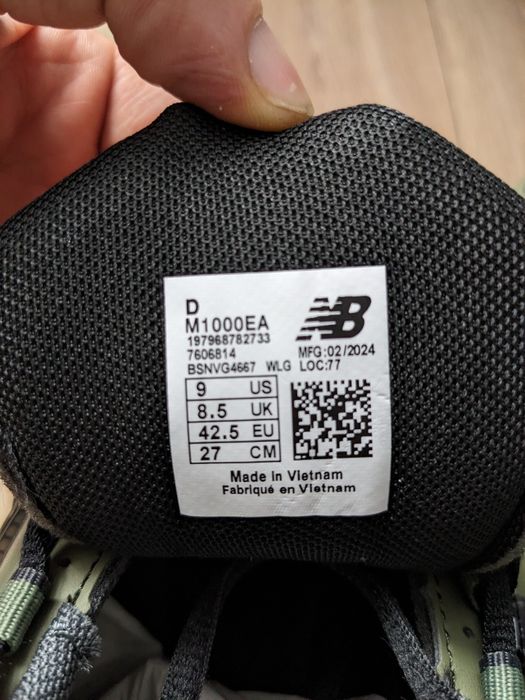 D
M1000EA
NB
197968782733
7606814
MFG:02/2024
BSNVG4667 WLG LOC:77
9 US
8.5 UK
42.5 EU
27 CM
Made in Vietnam
Fabriqué en Vietnam